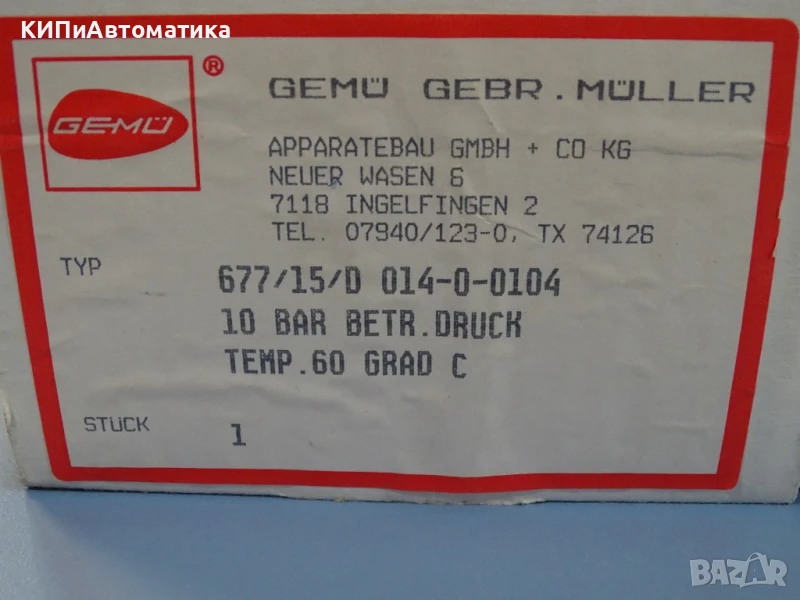 КИПиАвтоматика
GEMÜ
®
GEMÜ GEBR.MÜLLER
APPARATEBAU GMBH + CO KG
NEUER WASEN 6
7118 INGELFINGEN 2
TEL. 07940/123-0, TX 74126
TYP
677/15/D 014-0-0104
10 BAR BETR.DRUCK
TEMP.60 GRAD C
STUCK
1
BAZAR